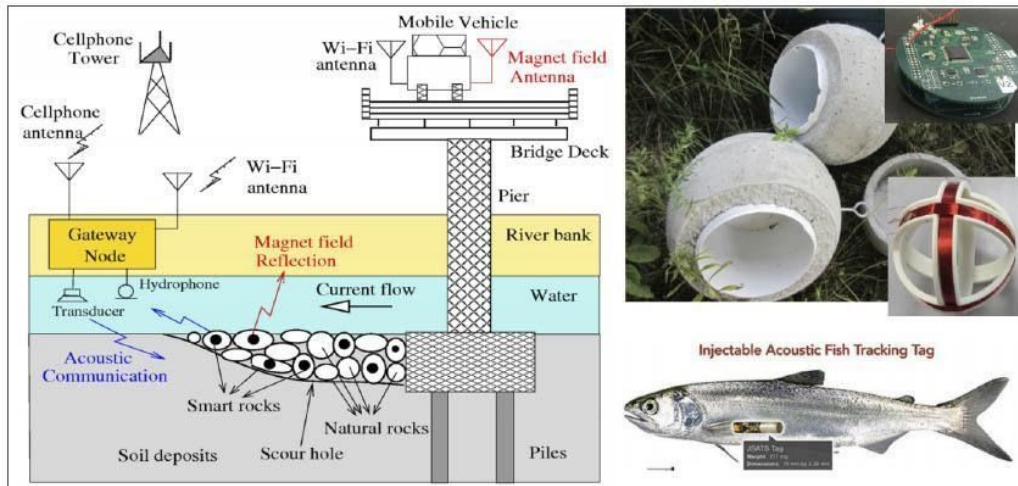 Cellphone
Tower
Wi-Fi
antenna
Mobile Vehicle
Magnet field
Antenna
Cellphone
antenna
Wi-Fi
antenna
Bridge Deck
Pier
Gateway
Node
Magnet field
Reflection
River bank
Hydrophone
Transducer
Current flow
Water
Acoustic
Communication
Smart rocks
Natural rocks
Soil deposits
Scour hole
Piles
Injectable Acoustic Fish Tracking Tag
JSATS Tag